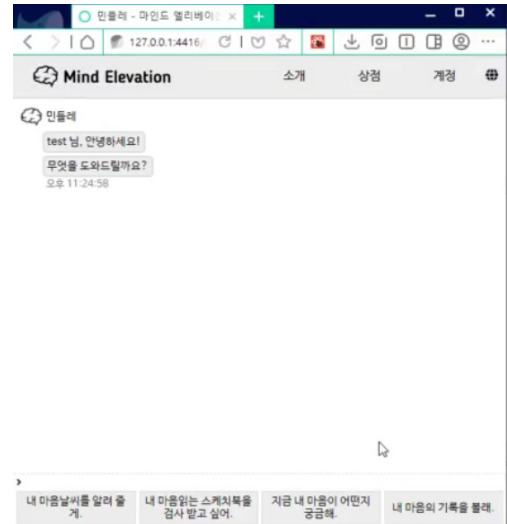 민들레 - 마인드 엘리베이
127.0.0.1:4416/
Mind Elevation
소개
상점
계정
민들레
test 님, 안녕하세요!
무엇을 도와드릴까요?
오후 11:24:58
내 마음날씨를 알려 줄
게.
내 마음읽는 스케치북을
검사 받고 싶어.
지금 내 마음이 어떤지
궁금해.
내 마음의 기록을 볼래.